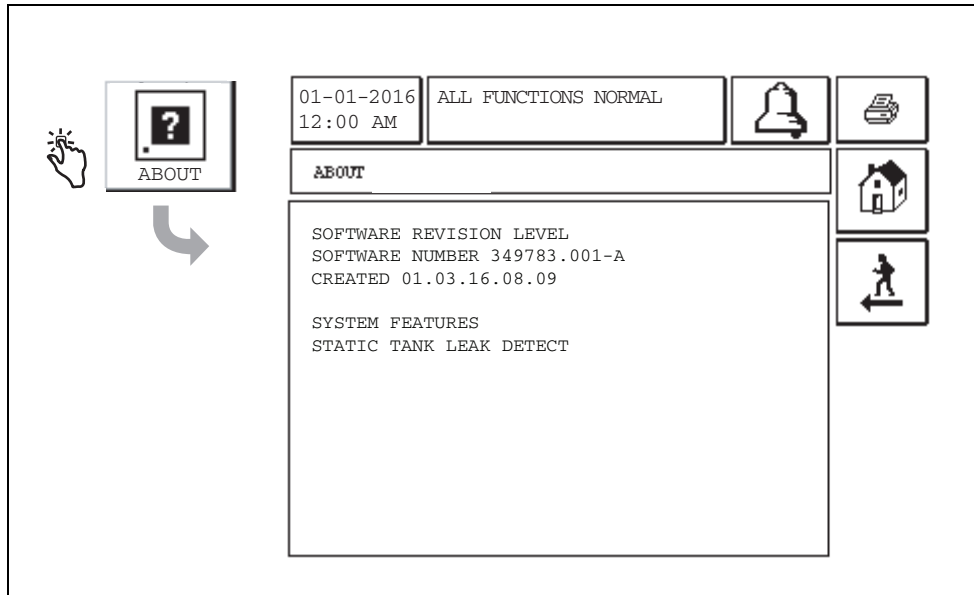 ABOUT
01-01-2016
12:00 AM
ALL FUNCTIONS NORMAL
ABOUT
SOFTWARE REVISION LEVEL
SOFTWARE NUMBER 349783.001-A
CREATED 01.03.16.08.09
SYSTEM FEATURES
STATIC TANK LEAK DETECT